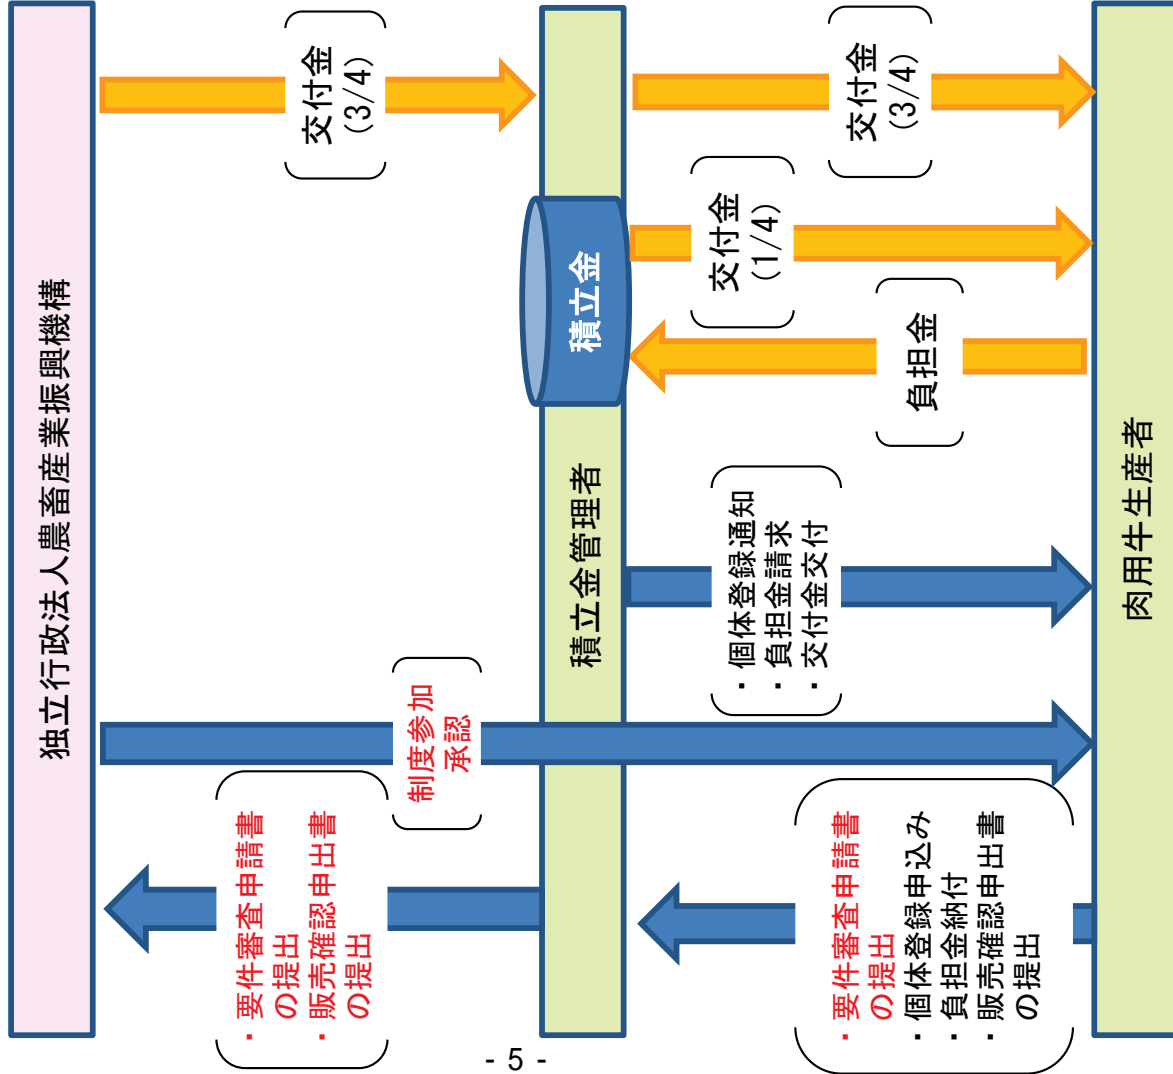 独立行政法人農畜産業振興機構
・要件審査申請書
の提出
・販売確認申出書
の提出
制度参加
承認
交付金
(3/4)
積立金管理者
積立金
・要件審査申請書
の提出
・個体登録申込み
・負担金納付
・販売確認申出書
の提出
・個体登録通知
・負担金請求
・交付金交付
負担金
交付金
(1/4)
交付金
(3/4)
肉用牛生産者
- 5 -